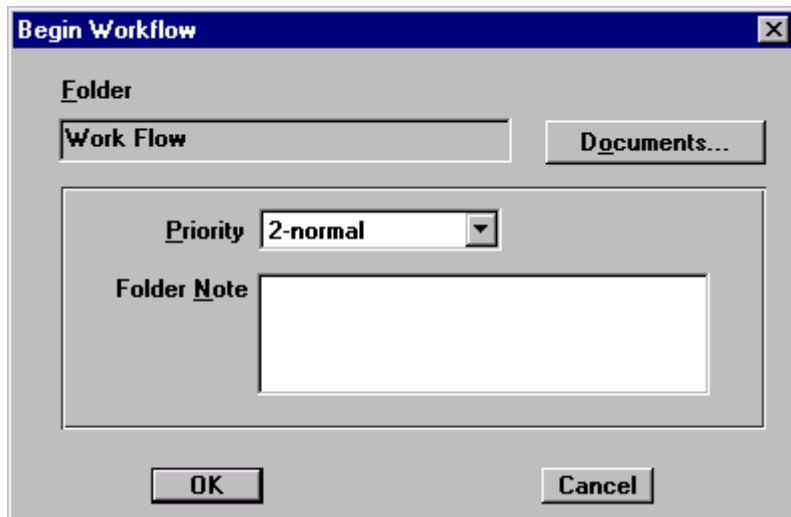 Begin Workflow
Folder
Work Flow
Documents...
Priority 2-normal
Folder Note
OK Cancel